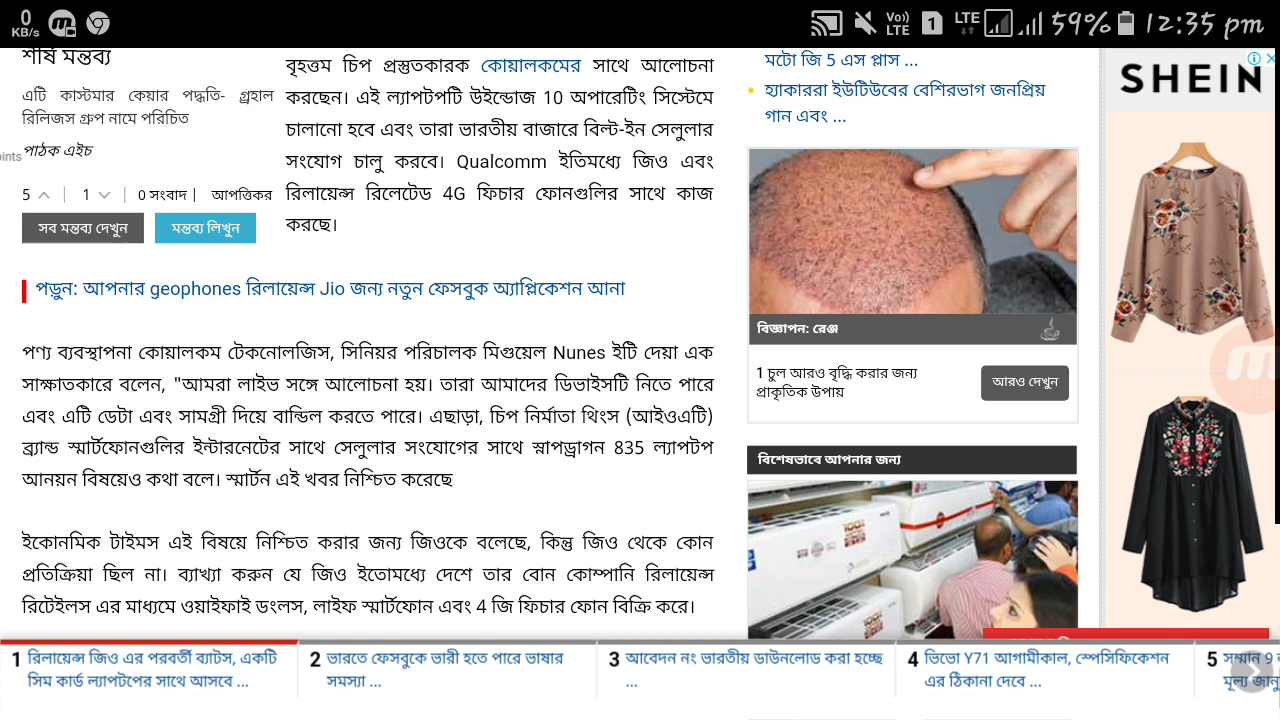 0
KB/s
Vo))
LTE
1
LTE
59%
12:35 pm
শীর্ষ মন্তব্য
এটি কাস্টমার কেয়ার পদ্ধতি- গ্র্রহাল
রিলিজস গ্রুপ নামে পরিচিত
পাঠক এইচ
oints
5 | 1 | 0 সংবাদ | আপত্তিকর
সব মন্তব্য দেখুন
মন্তব্য লিখুন
বৃহত্তম চিপ প্রস্তুতকারক কোয়ালকমের সাথে আলোচনা
করছেন। এই ল্যাপটপটি উইন্ডোজ 10 অপারেটিং সিস্টেমে
চালানো হবে এবং তারা ভারতীয় বাজারে বিল্ট-ইন সেলুলার
সংযোগ চালু করবে। Qualcomm ইতিমধ্যে জিও এবং
রিলায়েন্স রিলেটেড 4G ফিচার ফোনগুলির সাথে কাজ
করছে।
পড়ুন: আপনার geophones রিলায়েন্স Jio জন্য নতুন ফেসবুক অ্যাপ্লিকেশন আনা
পণ্য ব্যবস্থাপনা কোয়ালকম টেকনোলজিস, সিনিয়র পরিচালক মিগুয়েল Nunes ইটি দেয়া এক
সাক্ষাতকারে বলেন, "আমরা লাইভ সঙ্গে আলোচনা হয়। তারা আমাদের ডিভাইসটি নিতে পারে
এবং এটি ডেটা এবং সামগ্রী দিয়ে বান্ডিল করতে পারে। এছাড়া, চিপ নির্মাতা থিংস (আইওএটি)
ব্র্যান্ড স্মার্টফোনগুলির ইন্টারনেটের সাথে সেলুলার সংযোগের সাথে স্নাপড্রাগন 835 ল্যাপটপ
আনয়ন বিষয়েও কথা বলে। স্মার্টন এই খবর নিশ্চিত করেছে
ইকোনমিক টাইমস এই বিষয়ে নিশ্চিত করার জন্য জিওকে বলেছে, কিন্তু জিও থেকে কোন
প্রতিক্রিয়া ছিল না। ব্যাখ্যা করুন যে জিও ইতোমধ্যে দেশে তার বোন কোম্পানি রিলায়েন্স
রিটেইলস এর মাধ্যমে ওয়াইফাই ডংলস, লাইফ স্মার্টফোন এবং 4 জি ফিচার ফোন বিক্রি করে।
মটো জি 5 এস প্লাস ...
হ্যাকাররা ইউটিউবের বেশিরভাগ জনপ্রিয়
গান এবং ...
বিজ্ঞাপন: রেঞ্জ
1 চুল আরও বৃদ্ধি করার জন্য
প্রাকৃতিক উপায়
আরও দেখুন
বিশেষভাবে আপনার জন্য
SHEIN
1 রিলায়েন্স জিও এর পরবর্তী ব্যাটস, একটি
সিম কার্ড ল্যাপটপের সাথে আসবে ...
2 ভারতে ফেসবুকে ভারী হতে পারে ভাষার
সমস্যা ...
3 আবেদন নং ভারতীয় ডাউনলোড করা হচ্ছে
...
4 ভিভো Y71 আগামীকাল, স্পেসিফিকেশন
এর ঠিকানা দেবে ...
5 সম্মান 9
মূল্য জানু